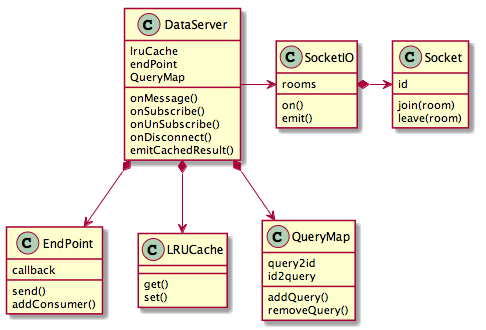 C DataServer
lruCache
endPoint
QueryMap
onMessage()
onSubscribe()
onUnSubscribe()
onDisconnect()
emitCachedResult()
C SocketIO
rooms
on()
emit()
C Socket
id
join(room)
leave(room)
C EndPoint
callback
send()
addConsumer()
C LRUCache
get()
set()
C QueryMap
query2id
id2query
addQuery()
removeQuery()